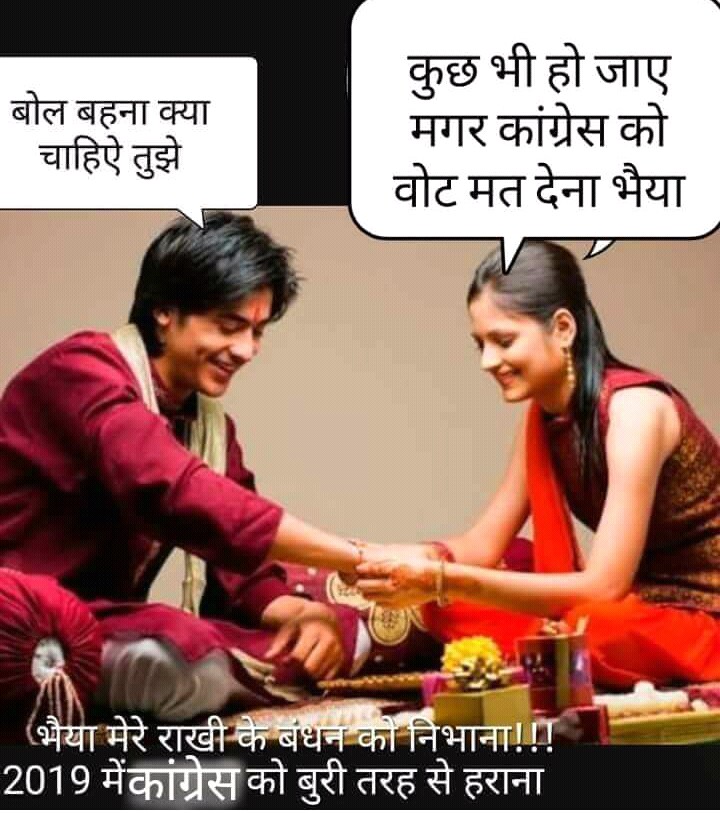 बोल बहना क्या
चाहिऐ तुझे
कुछ भी हो जाए
मगर कांग्रेस को
वोट मत देना भैया
भैया मेरे राखी के बंधन को निभाना!!!
2019 में कांग्रेस को बुरी तरह से हराना